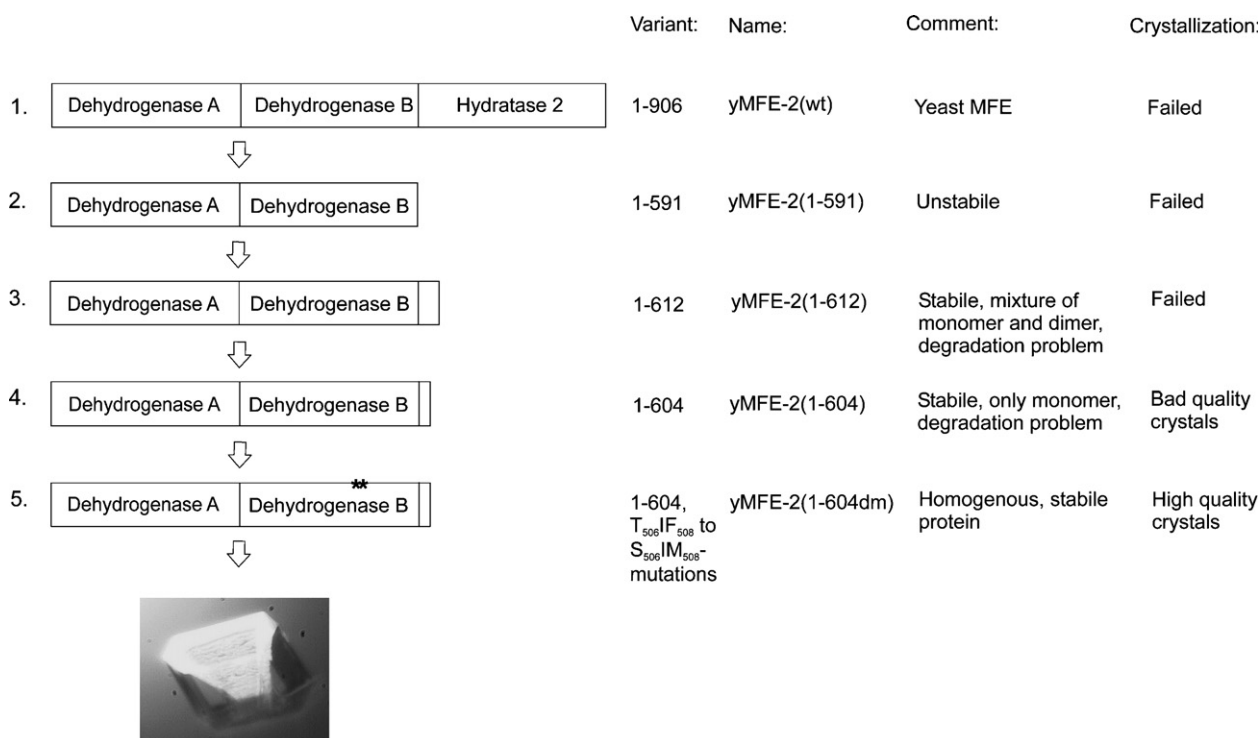 Variant: Name: Comment: Crystallization:
1. Dehydrogenase A Dehydrogenase B Hydratase 2 1-906 yMFE-2(wt) Yeast MFE Failed
2. Dehydrogenase A Dehydrogenase B 1-591 yMFE-2(1-591) Unstabile Failed
3. Dehydrogenase A Dehydrogenase B 1-612 yMFE-2(1-612) Stabile, mixture of Failed
monomer and dimer,
degradation problem
4. Dehydrogenase A Dehydrogenase B 1-604 yMFE-2(1-604) Stabile, only monomer, Bad quality
degradation problem crystals
**
5. Dehydrogenase A Dehydrogenase B 1-604, yMFE-2(1-604dm) Homogenous, stabile High quality
T₅₀₆IF₅₀₈ to protein crystals
S₅₀₆IM₅₀₈-
mutations